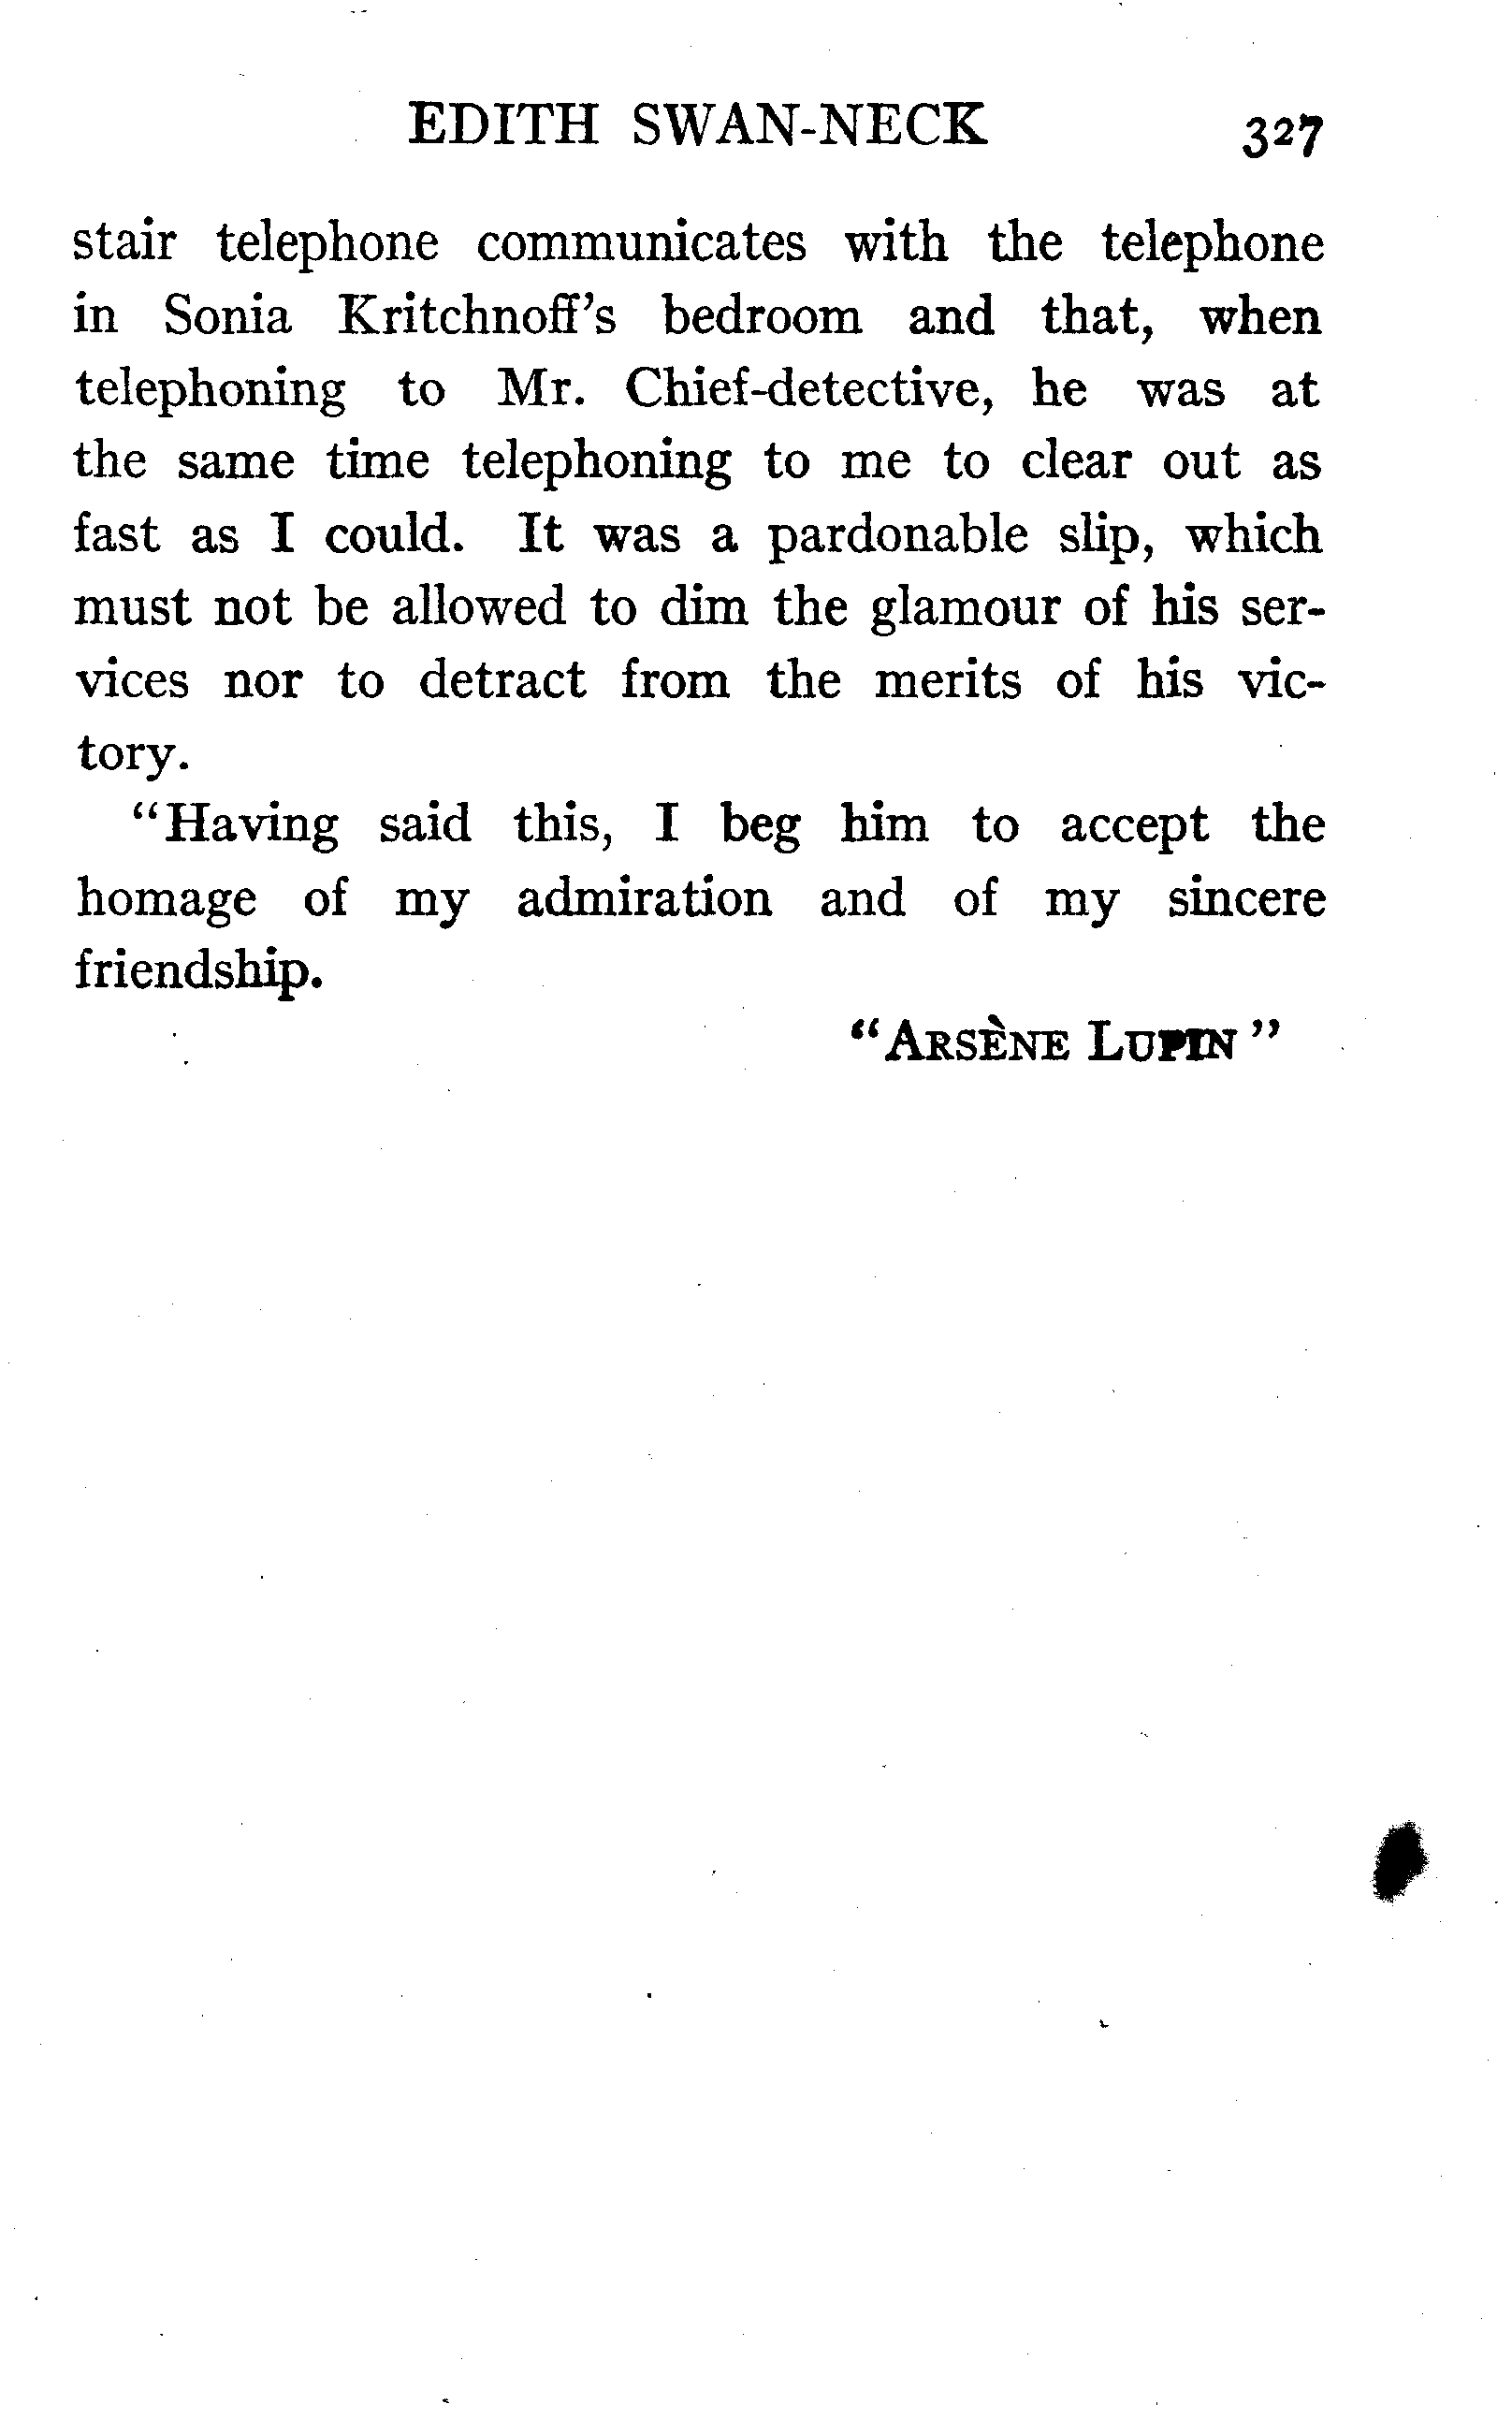 EDITH SWAN-NECK 327
stair telephone communicates with the telephone
in Sonia Kritchnoff's bedroom and that, when
telephoning to Mr. Chief-detective, he was at
the same time telephoning to me to clear out as
fast as I could. It was a pardonable slip, which
must not be allowed to dim the glamour of his ser-
vices nor to detract from the merits of his vic-
tory.
"Having said this, I beg him to accept the
homage of my admiration and of my sincere
friendship.
"ARSÈNE LUPIN"